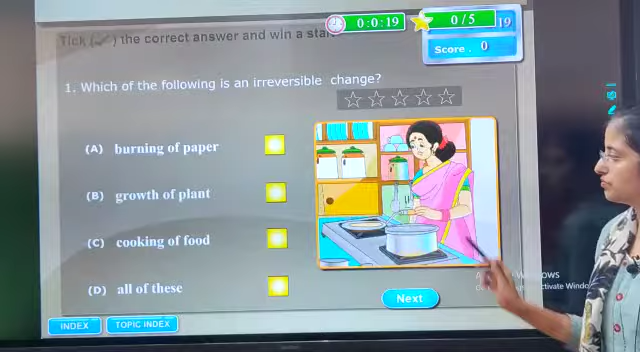 0:0:19
0 / 5
19
Tick (✓) the correct answer and win a star.
Score . 0
1. Which of the following is an irreversible change?
(A) burning of paper
(B) growth of plant
(C) cooking of food
(D) all of these
Next
INDEX
TOPIC INDEX